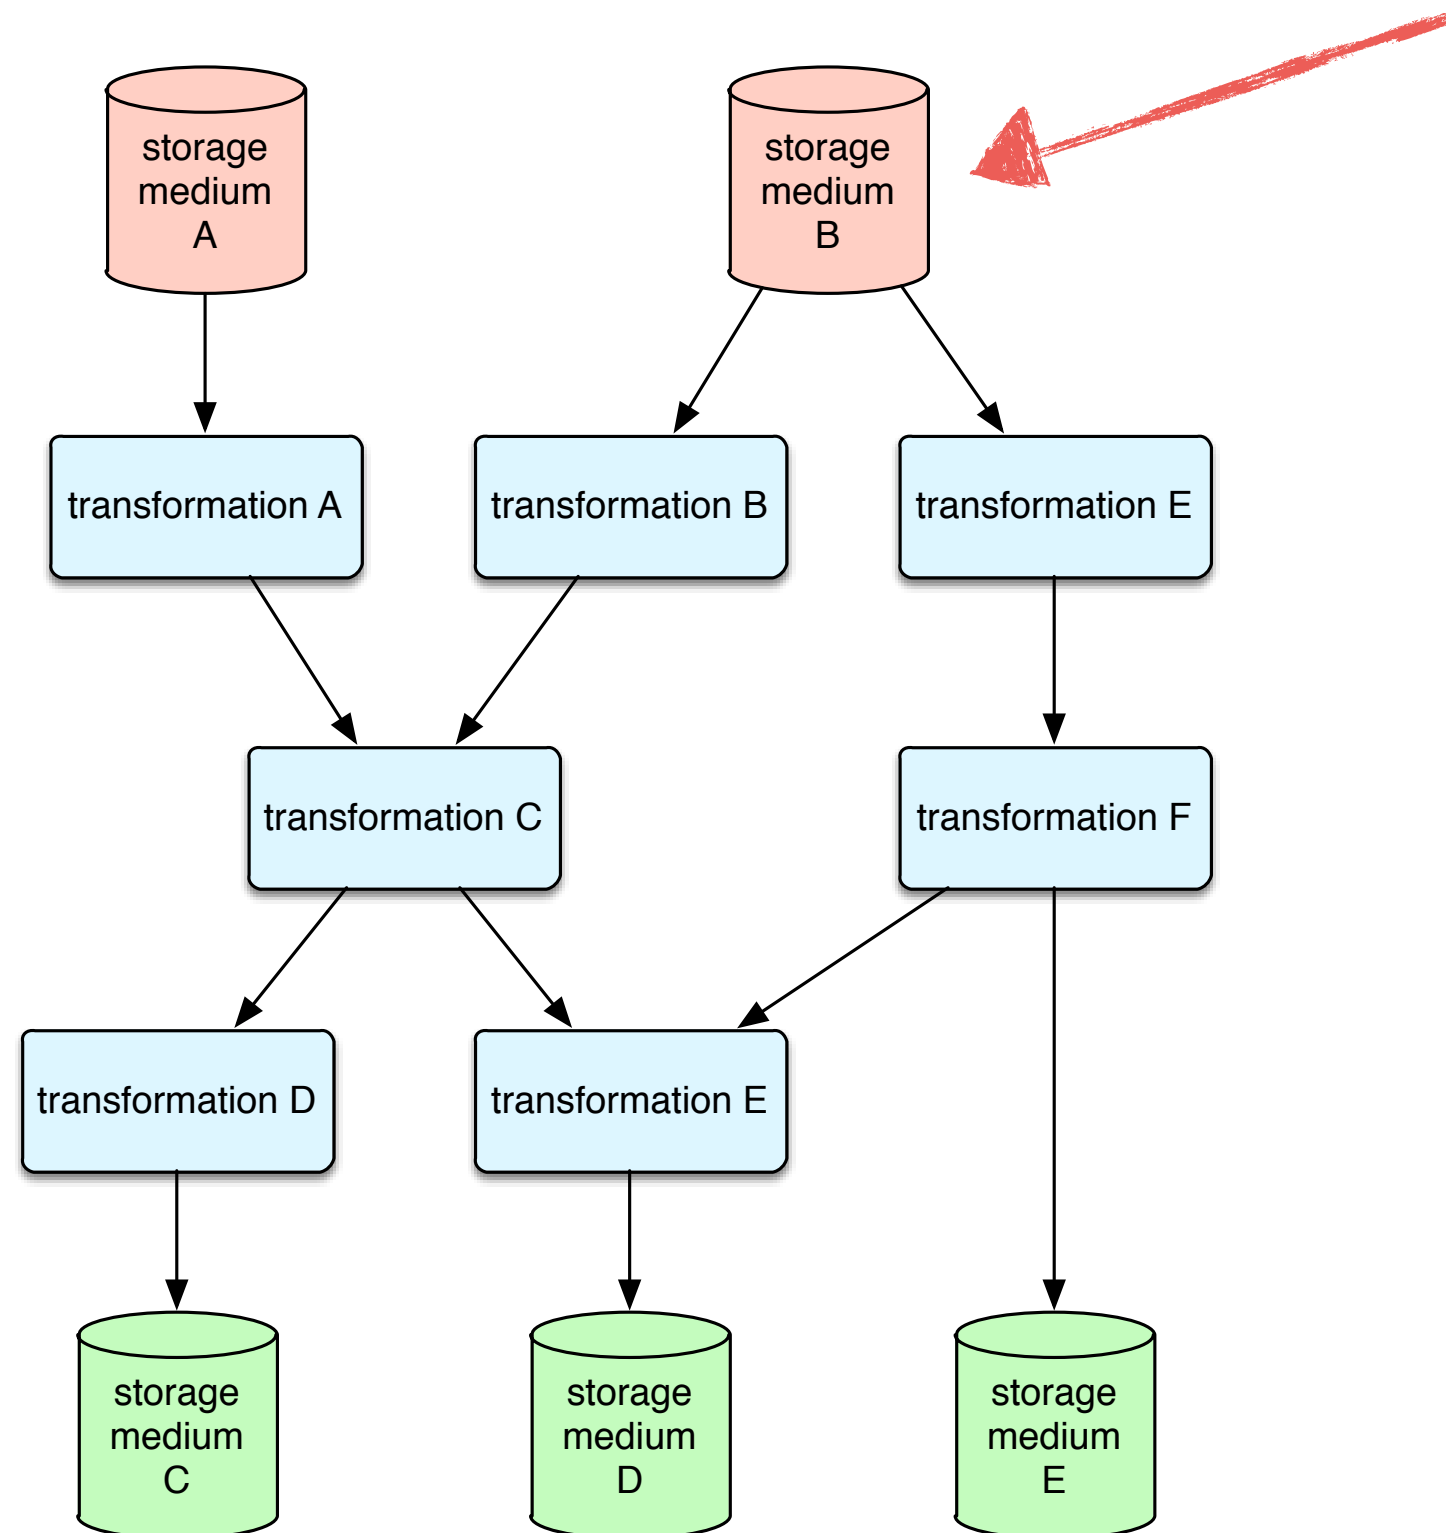 storage
medium
A
storage
medium
B
transformation A
transformation B
transformation E
transformation C
transformation F
transformation D
transformation E
storage
medium
C
storage
medium
D
storage
medium
E